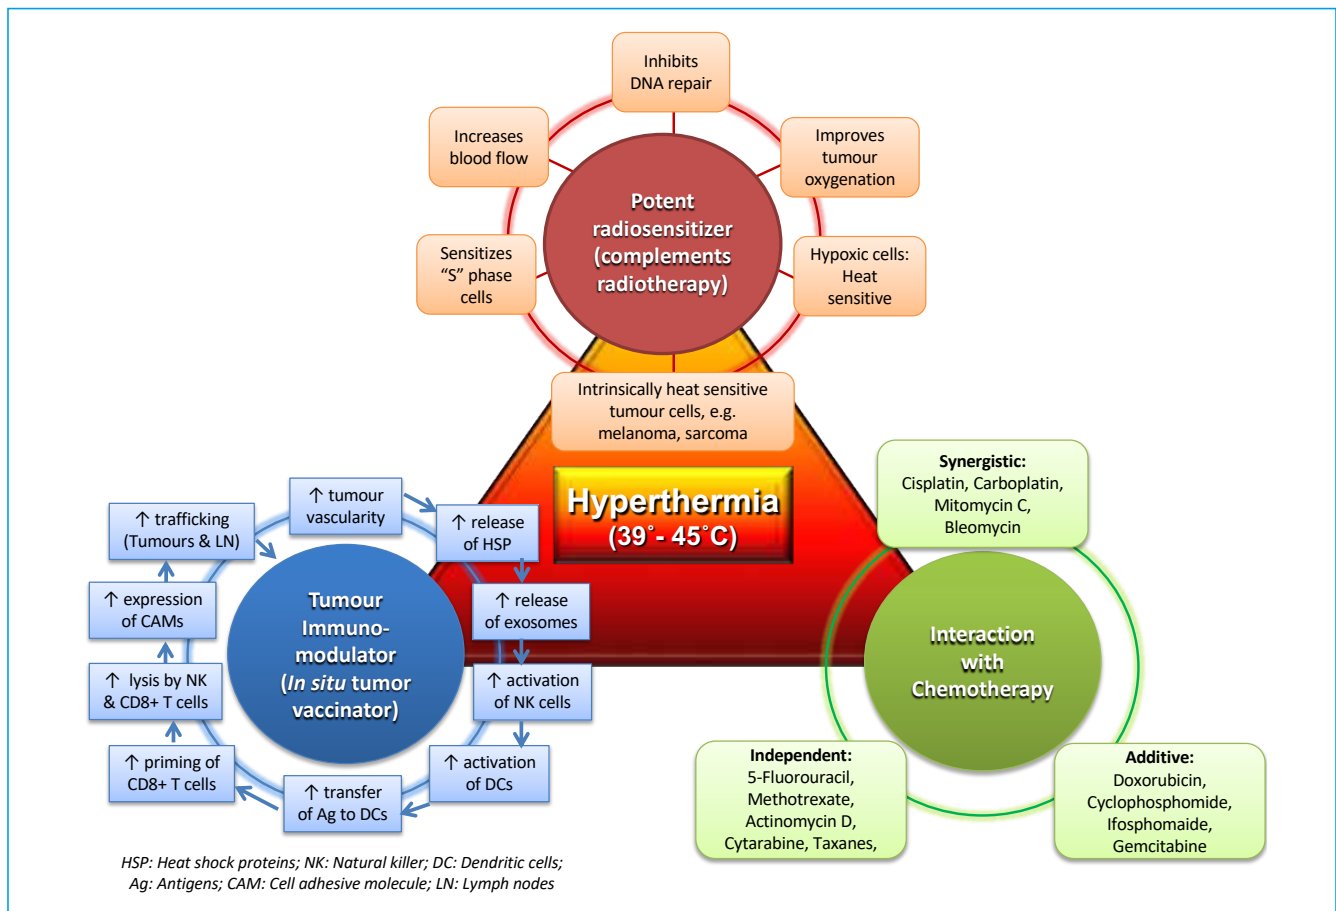 Inhibits
DNA repair
Increases
blood flow
Improves
tumour
oxygenation
Potent
radiosensitizer
(complements
radiotherapy)
Sensitizes
“S” phase
cells
Hypoxic cells:
Heat
sensitive
Intrinsically heat sensitive
tumour cells, e.g.
melanoma, sarcoma
Hyperthermia
(39˚- 45˚C)
↑ tumour
vascularity
↑ release
of HSP
↑ release
of exosomes
↑ activation
of NK cells
↑ activation
of DCs
↑ transfer
of Ag to DCs
↑ priming of
CD8+ T cells
↑ lysis by NK
& CD8+ T cells
↑ expression
of CAMs
↑ trafficking
(Tumours & LN)
Tumour
Immuno-
modulator
(In situ tumor
vaccinator)
Synergistic:
Cisplatin, Carboplatin,
Mitomycin C,
Bleomycin
Interaction
with
Chemotherapy
Independent:
5-Fluorouracil,
Methotrexate,
Actinomycin D,
Cytarabine, Taxanes,
Additive:
Doxorubicin,
Cyclophosphomide,
Ifosphomaide,
Gemcitabine
HSP: Heat shock proteins; NK: Natural killer; DC: Dendritic cells;
Ag: Antigens; CAM: Cell adhesive molecule; LN: Lymph nodes